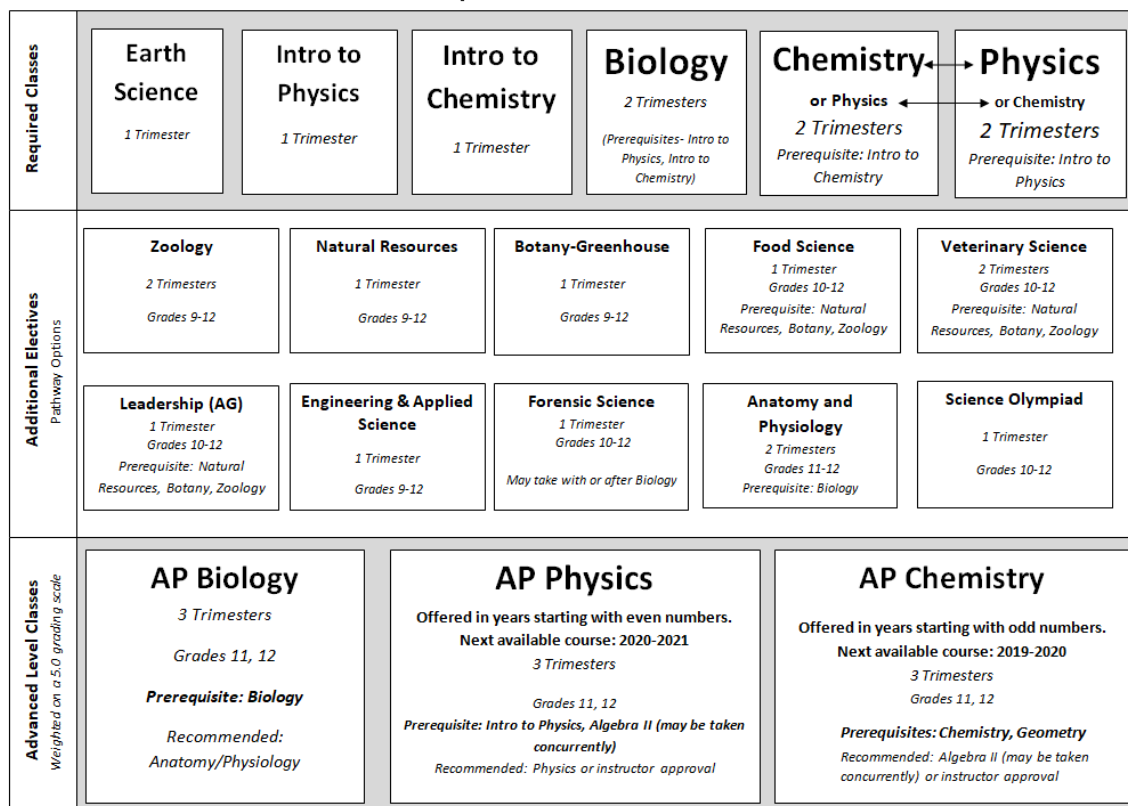 Required Classes
Earth
Science
1 Trimester
Intro to
Physics
1 Trimester
Intro to
Chemistry
1 Trimester
Biology
2 Trimesters
(Prerequisites- Intro to
Physics, Intro to
Chemistry)
Chemistry
or Physics
2 Trimesters
Prerequisite: Intro to
Chemistry
Physics
or Chemistry
2 Trimesters
Prerequisite: Intro to
Physics
Additional Electives
Pathway Options
Zoology
2 Trimesters
Grades 9-12
Natural Resources
1 Trimester
Grades 9-12
Botany-Greenhouse
1 Trimester
Grades 9-12
Food Science
1 Trimester
Grades 10-12
Prerequisite: Natural
Resources, Botany, Zoology
Veterinary Science
2 Trimesters
Grades 10-12
Prerequisite: Natural
Resources, Botany, Zoology
Leadership (AG)
1 Trimester
Grades 10-12
Prerequisite: Natural
Resources, Botany, Zoology
Engineering & Applied
Science
1 Trimester
Grades 9-12
Forensic Science
1 Trimester
Grades 10-12
May take with or after Biology
Anatomy and
Physiology
2 Trimesters
Grades 11-12
Prerequisite: Biology
Science Olympiad
1 Trimester
Grades 10-12
Advanced Level Classes
Weighted on a 5.0 grading scale
AP Biology
3 Trimesters
Grades 11, 12
Prerequisite: Biology
Recommended:
Anatomy/Physiology
AP Physics
Offered in years starting with even numbers.
Next available course: 2020-2021
3 Trimesters
Grades 11, 12
Prerequisite: Intro to Physics, Algebra II (may be taken
concurrently)
Recommended: Physics or instructor approval
AP Chemistry
Offered in years starting with odd numbers.
Next available course: 2019-2020
3 Trimesters
Grades 11, 12
Prerequisites: Chemistry, Geometry
Recommended: Algebra II (may be taken
concurrently) or instructor approval